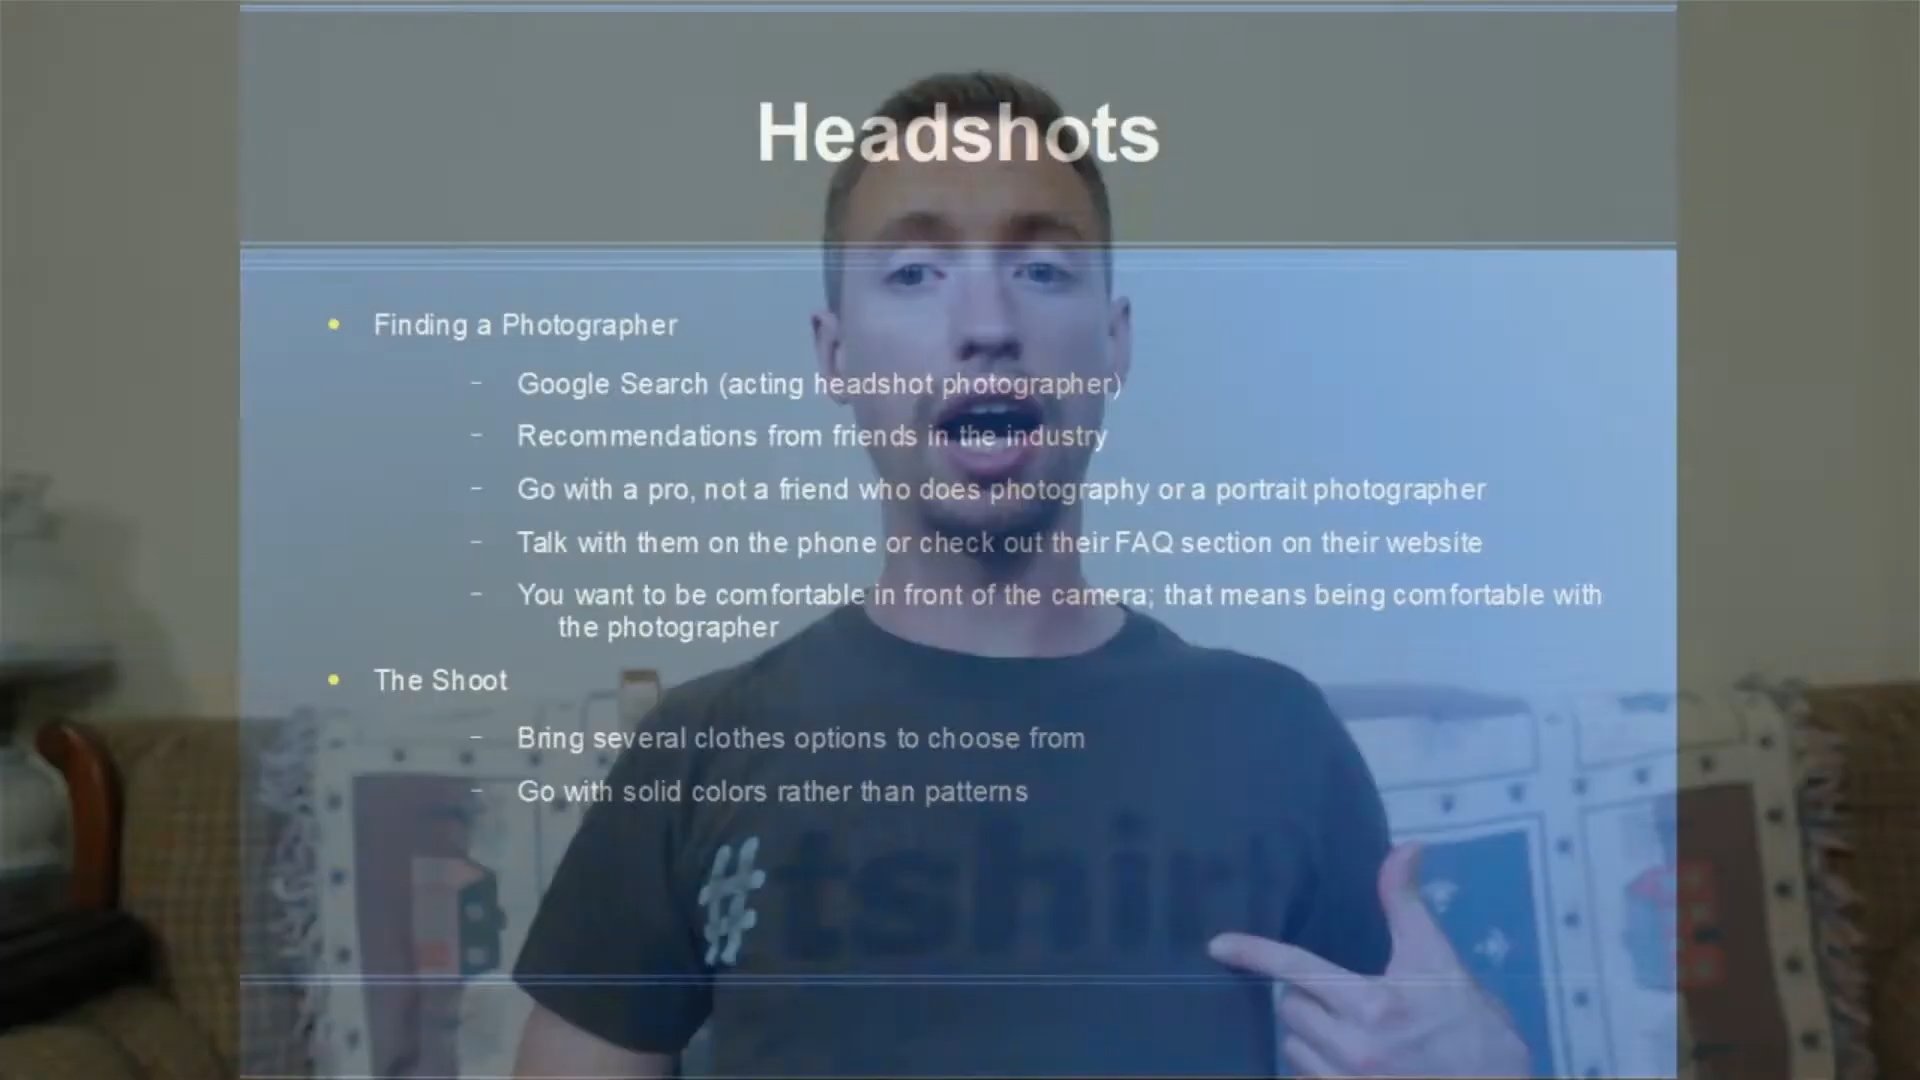 Headshots
• Finding a Photographer
– Google Search (acting headshot photographer)
– Recommendations from friends in the industry
– Go with a pro, not a friend who does photography or a portrait photographer
– Talk with them on the phone or check out their FAQ section on their website
– You want to be comfortable in front of the camera; that means being comfortable with
the photographer
• The Shoot
– Bring several clothes options to choose from
– Go with solid colors rather than patterns
#tshirt